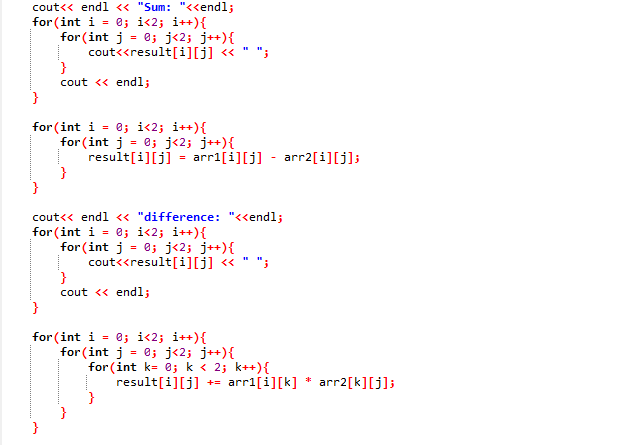 cout<< endl << "Sum: "<<endl;
for(int i = 0; i<2; i++){
    for(int j = 0; j<2; j++){
        cout<<result[i][j] << " ";
    }
    cout << endl;
}

for(int i = 0; i<2; i++){
    for(int j = 0; j<2; j++){
        result[i][j] = arr1[i][j] - arr2[i][j];
    }
}

cout<< endl << "difference: "<<endl;
for(int i = 0; i<2; i++){
    for(int j = 0; j<2; j++){
        cout<<result[i][j] << " ";
    }
    cout << endl;
}

for(int i = 0; i<2; i++){
    for(int j = 0; j<2; j++){
        for(int k= 0; k < 2; k++){
            result[i][j] += arr1[i][k] * arr2[k][j];
        }
    }
}